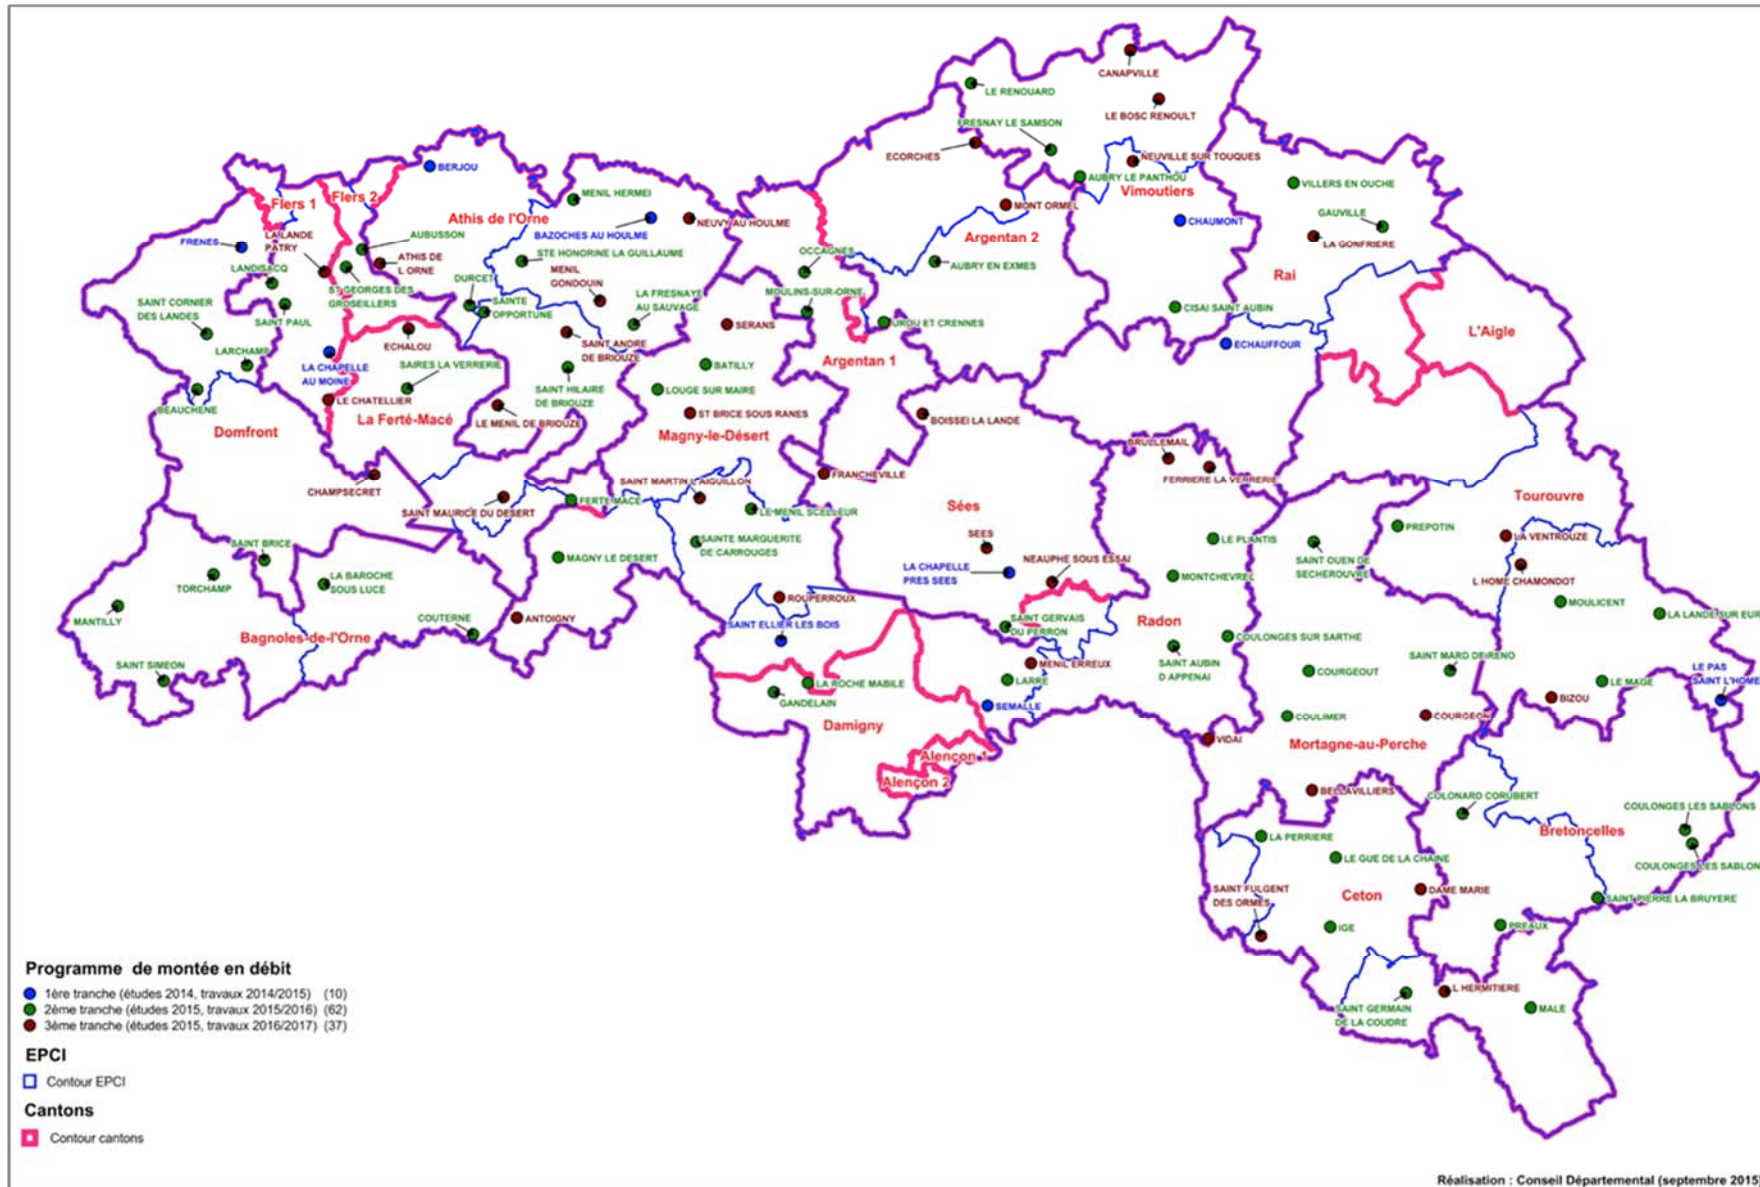 CANAPVILLE
LE RENOUARD
LE BOSC RENOULT
FRESNAY LE SAMSON
ECORCHES
NEUVILLE SUR TOUQUES
AUBRY LE PANTHOU
Vimoutiers
VILLERS EN OUCHE
BERJOU
MENIL HERMEI
Flers 1
Flers 2
Athis de l'Orne
MONT ORMEL
GAUVILLE
CHAUMONT
LA GONFRIERE
NEUVY AU HOULME
BAZOCHES AU HOULME
Argentan 2
FRENES
LA LANDE
PATRY
AUBUSSON
ATHIS DE
L ORNE
STE HONORINE LA GUILLAUME
OCCAGNES
AUBRY EN EXMES
Rai
LANDISACQ
ST GEORGES DES
GROSEILLERS
DURCET
SAINTE
OPPORTUNE
MENIL
GONDOUIN
LA FRESNAYE
AU SAUVAGE
MOULINS-SUR-ORNE
CISAI SAINT AUBIN
SAINT CORNIER
DES LANDES
SAINT PAUL
SERANS
UROU ET CRENNES
L'Aigle
ECHALOU
SAINT ANDRE
DE BRIOUZE
ECHAUFFOUR
LARCHAMP
LA CHAPELLE
AU MOINE
SAIRES LA VERRERIE
BATILLY
Argentan 1
SAINT HILAIRE
DE BRIOUZE
LOUGE SUR MAIRE
BEAUCHENE
LE CHATELLIER
La Ferté-Macé
LE MENIL DE BRIOUZE
ST BRICE SOUS RANES
BOISSEI LA LANDE
Domfront
Magny-le-Désert
BRULLEMAIL
FERRIERE LA VERRERIE
CHAMPSECRET
SAINT MARTIN L'AIGUILLON
FRANCHEVILLE
SAINT MAURICE DU DESERT
FERTE MACE
LE MENIL SCELLEUR
Sées
Tourouvre
PREPOTIN
LA VENTROUZE
SAINT BRICE
MAGNY LE DESERT
SAINTE MARGUERITE
DE CARROUGES
SEES
LE PLANTIS
SAINT OUEN DE
SECHEROUVRE
TORCHAMP
LA BAROCHE
SOUS LUCE
LA CHAPELLE
PRES SEES
NEAUPHE SOUS ESSAI
MONTCHEVREL
L HOME CHAMONDOT
MANTILLY
ROUPERROUX
MOULICENT
LA LANDE SUR EUR
COUTERNE
ANTOIGNY
SAINT ELLIER LES BOIS
SAINT GERVAIS
DU PERRON
Radon
COULONGES SUR SARTHE
Bagnoles-de-l'Orne
SAINT SIMEON
MENIL ERREUX
SAINT AUBIN
D APPENAI
COURGEOUT
SAINT MARD DE RENO
LE PAS
SAINT L'HOME
LARRE
LA ROCHE MABILE
GANDELAIN
SEMALLE
LE MAGE
BIZOU
Damigny
COULIMER
COURGEON
VIDAI
Mortagne-au-Perche
Alençon 1
Alençon 2
BELLAVILLIERS
COLONARD CORUBERT
COULONGES LES SABLONS
Bretoncelles
LA PERRIERE
LE GUE DE LA CHAINE
COULONGES LES SABLON
SAINT FULGENT
DES ORMES
Ceton
DAME MARIE
SAINT PIERRE LA BRUYERE
IGE
PREAUX
L HERMITIERE
SAINT GERMAIN
DE LA COUDRE
MALE
Programme de montée en débit
1ère tranche (études 2014, travaux 2014/2015) (10)
2ème tranche (études 2015, travaux 2015/2016) (62)
3ème tranche (études 2015, travaux 2016/2017) (37)
EPCI
Contour EPCI
Cantons
Contour cantons
Réalisation : Conseil Départemental (septembre 2015)